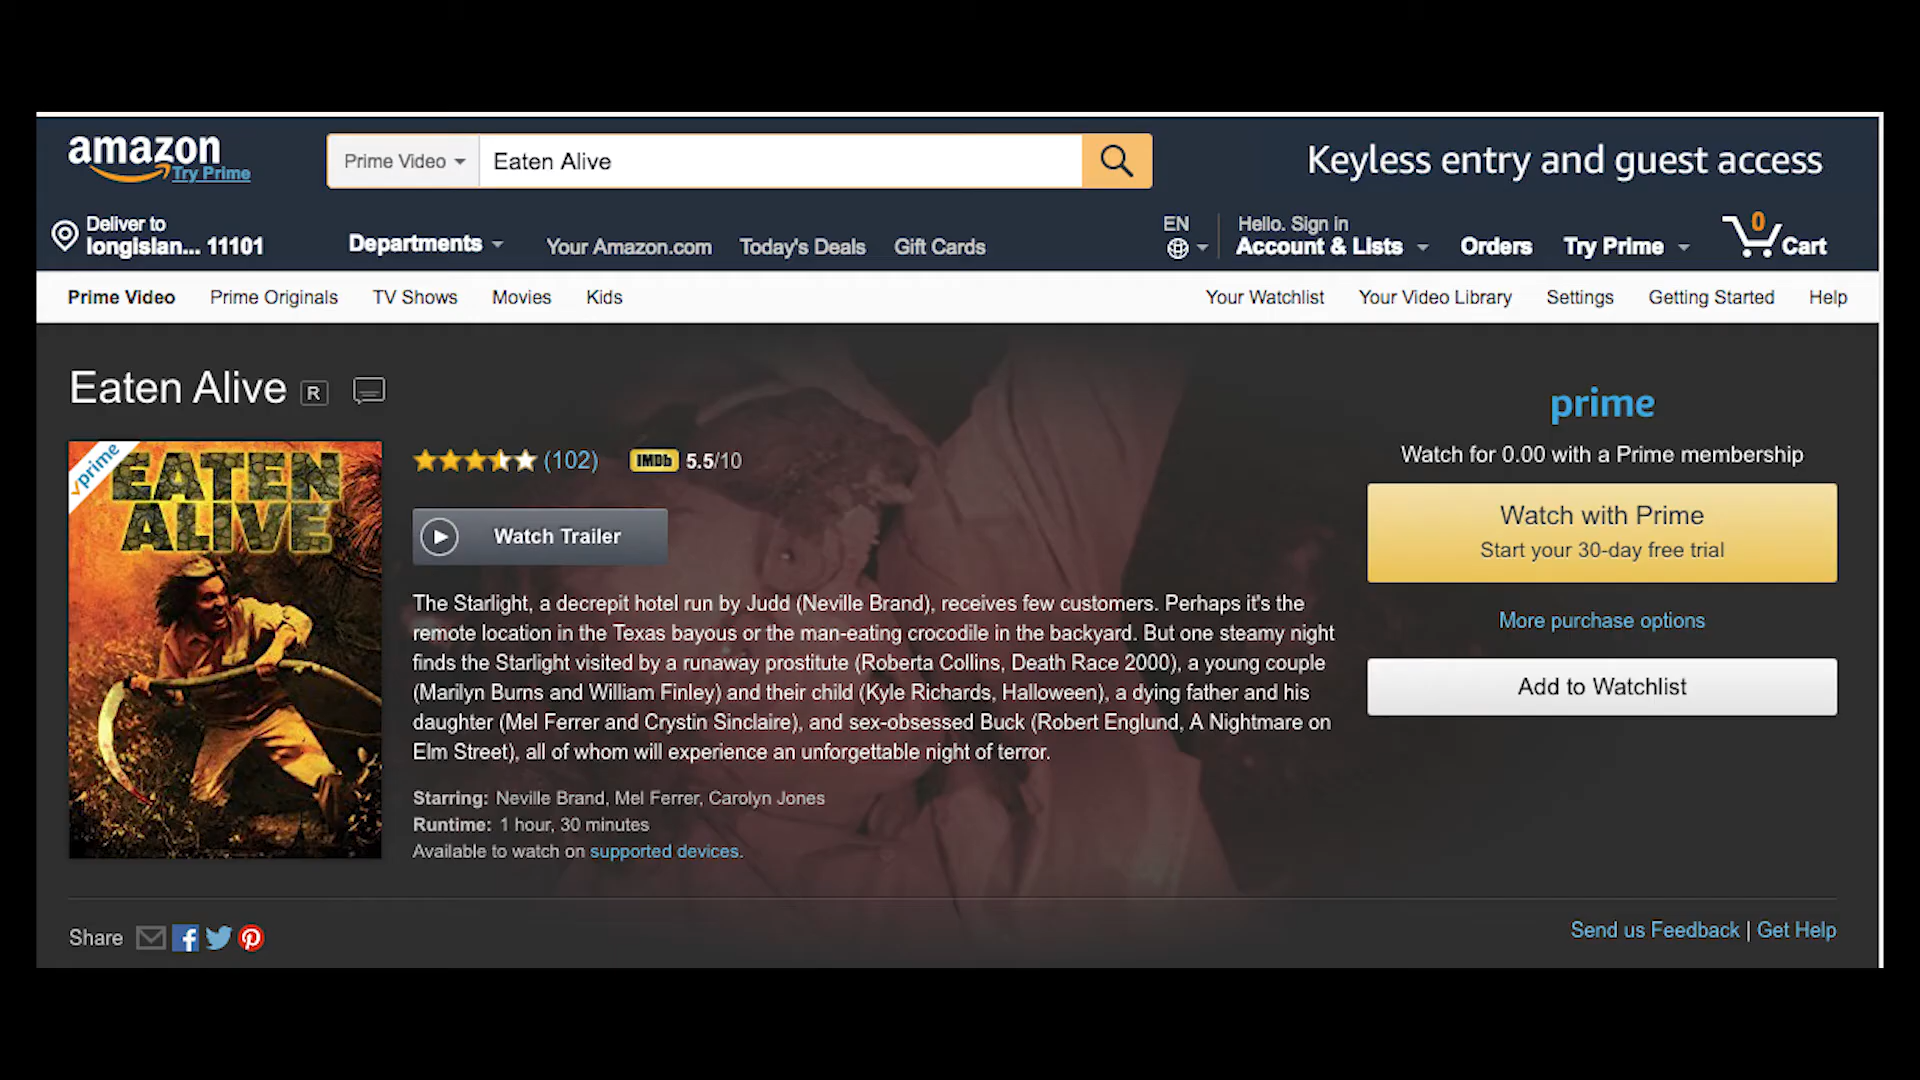 amazon
Try Prime
Prime Video
Eaten Alive
Keyless entry and guest access
Deliver to
longislan... 11101
Departments
Your Amazon.com
Today's Deals
Gift Cards
EN
Hello. Sign in
Account & Lists
Orders
Try Prime
0
Cart
Prime Video
Prime Originals
TV Shows
Movies
Kids
Your Watchlist
Your Video Library
Settings
Getting Started
Help
Eaten Alive R
prime
EATEN
ALIVE
(102)
IMDb 5.5/10
Watch Trailer
The Starlight, a decrepit hotel run by Judd (Neville Brand), receives few customers. Perhaps it's the
remote location in the Texas bayous or the man-eating crocodile in the backyard. But one steamy night
finds the Starlight visited by a runaway prostitute (Roberta Collins, Death Race 2000), a young couple
(Marilyn Burns and William Finley) and their child (Kyle Richards, Halloween), a dying father and his
daughter (Mel Ferrer and Crystin Sinclaire), and sex-obsessed Buck (Robert Englund, A Nightmare on
Elm Street), all of whom will experience an unforgettable night of terror.
Starring: Neville Brand, Mel Ferrer, Carolyn Jones
Runtime: 1 hour, 30 minutes
Available to watch on supported devices.
prime
Watch for 0.00 with a Prime membership
Watch with Prime
Start your 30-day free trial
More purchase options
Add to Watchlist
Share
Send us Feedback | Get Help